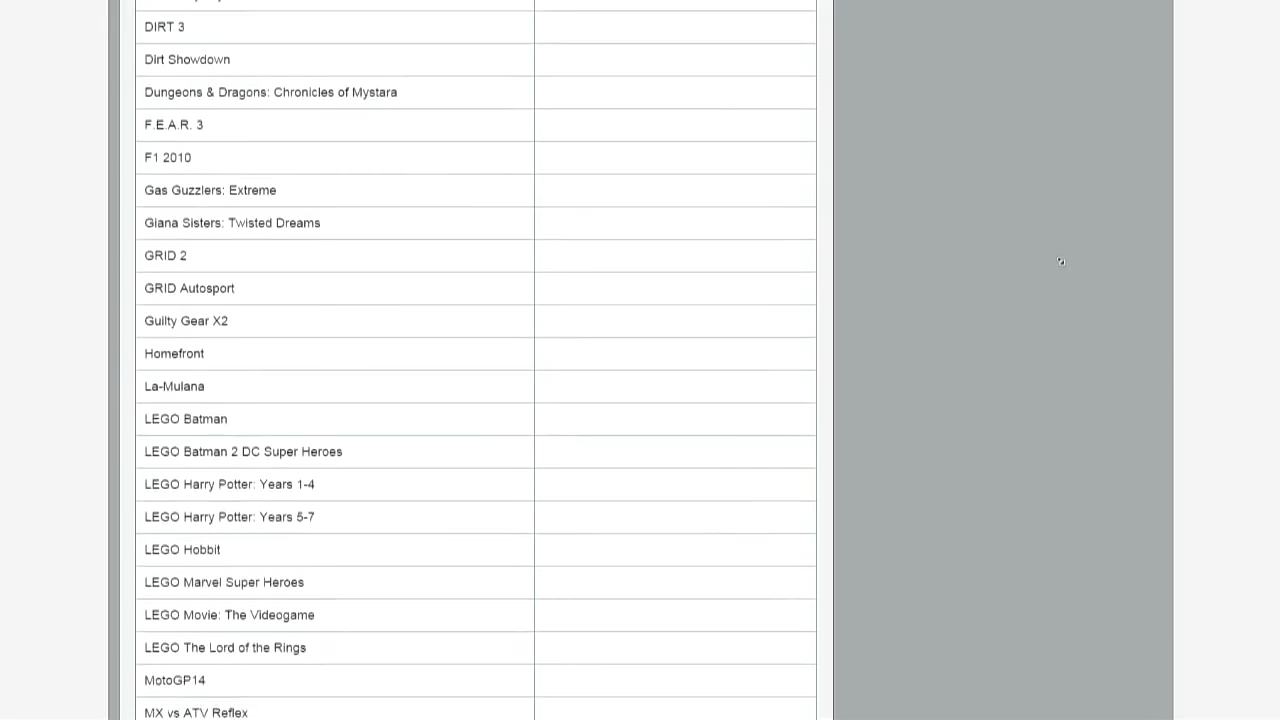 DIRT 3
Dirt Showdown
Dungeons & Dragons: Chronicles of Mystara
F.E.A.R. 3
F1 2010
Gas Guzzlers: Extreme
Giana Sisters: Twisted Dreams
GRID 2
GRID Autosport
Guilty Gear X2
Homefront
La-Mulana
LEGO Batman
LEGO Batman 2 DC Super Heroes
LEGO Harry Potter: Years 1-4
LEGO Harry Potter: Years 5-7
LEGO Hobbit
LEGO Marvel Super Heroes
LEGO Movie: The Videogame
LEGO The Lord of the Rings
MotoGP14
MX vs ATV Reflex